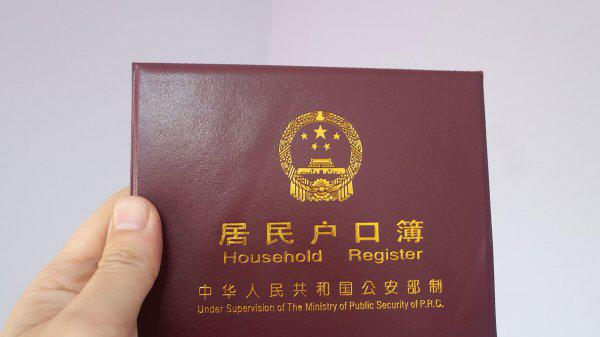 居民户口簿
Household Register
中华人民共和国公安部制
Under Supervision of The Ministry of Public Security of P.R.C.